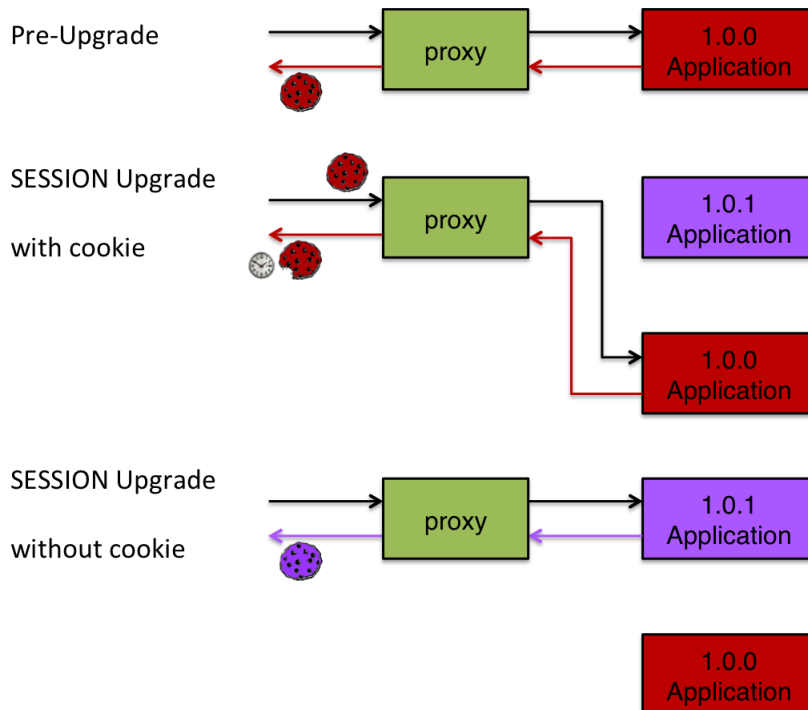 Pre-Upgrade
proxy
1.0.0
Application
SESSION Upgrade
with cookie
proxy
1.0.1
Application
1.0.0
Application
SESSION Upgrade
without cookie
proxy
1.0.1
Application
1.0.0
Application